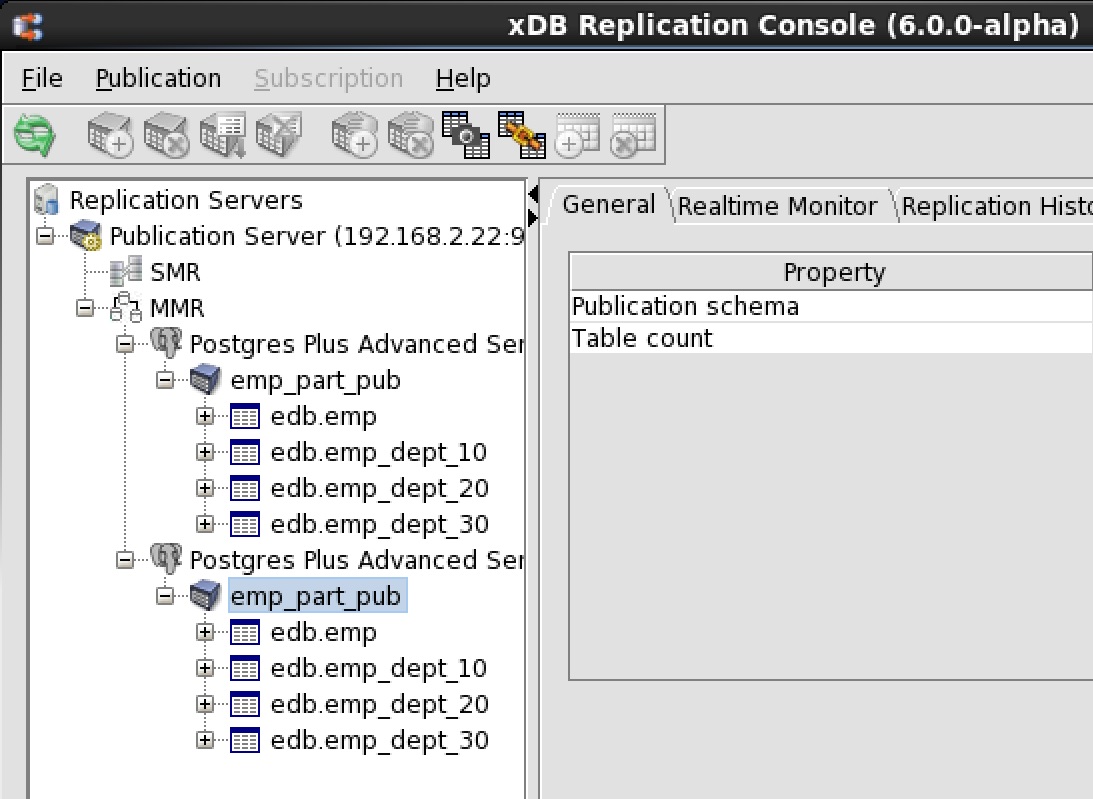 xDB Replication Console (6.0.0-alpha)
File Publication Subscription Help
Replication Servers
Publication Server (192.168.2.22:9
SMR
MMR
Postgres Plus Advanced Ser
emp_part_pub
edb.emp
edb.emp_dept_10
edb.emp_dept_20
edb.emp_dept_30
Postgres Plus Advanced Ser
emp_part_pub
edb.emp
edb.emp_dept_10
edb.emp_dept_20
edb.emp_dept_30
General Realtime Monitor Replication Histo
Property
Publication schema
Table count